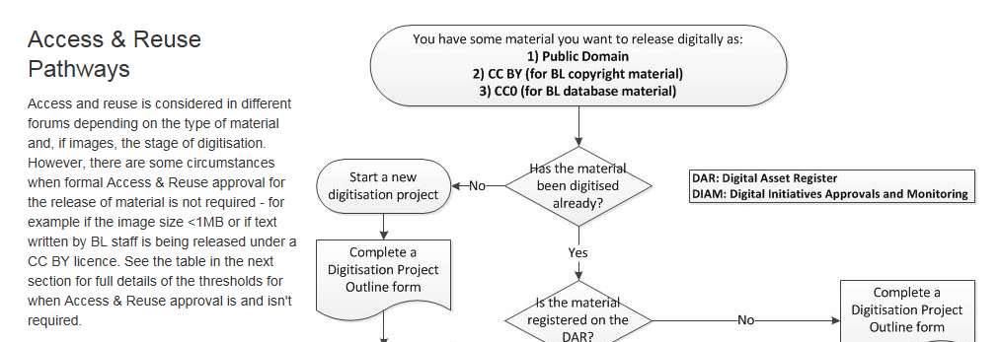 Access & Reuse
Pathways
Access and reuse is considered in different
forums depending on the type of material
and, if images, the stage of digitisation.
However, there are some circumstances
when formal Access & Reuse approval for
the release of material is not required - for
example if the image size <1MB or if text
written by BL staff is being released under a
CC BY licence. See the table in the next
section for full details of the thresholds for
when Access & Reuse approval is and isn't
required.
You have some material you want to release digitally as:
1) Public Domain
2) CC BY (for BL copyright material)
3) CC0 (for BL database material)
Has the material
been digitised
already?
No
Start a new
digitisation project
DAR: Digital Asset Register
DIAM: Digital Initiatives Approvals and Monitoring
Complete a
Digitisation Project
Outline form
Yes
Is the material
registered on the
DAR?
No
Complete a
Digitisation Project
Outline form